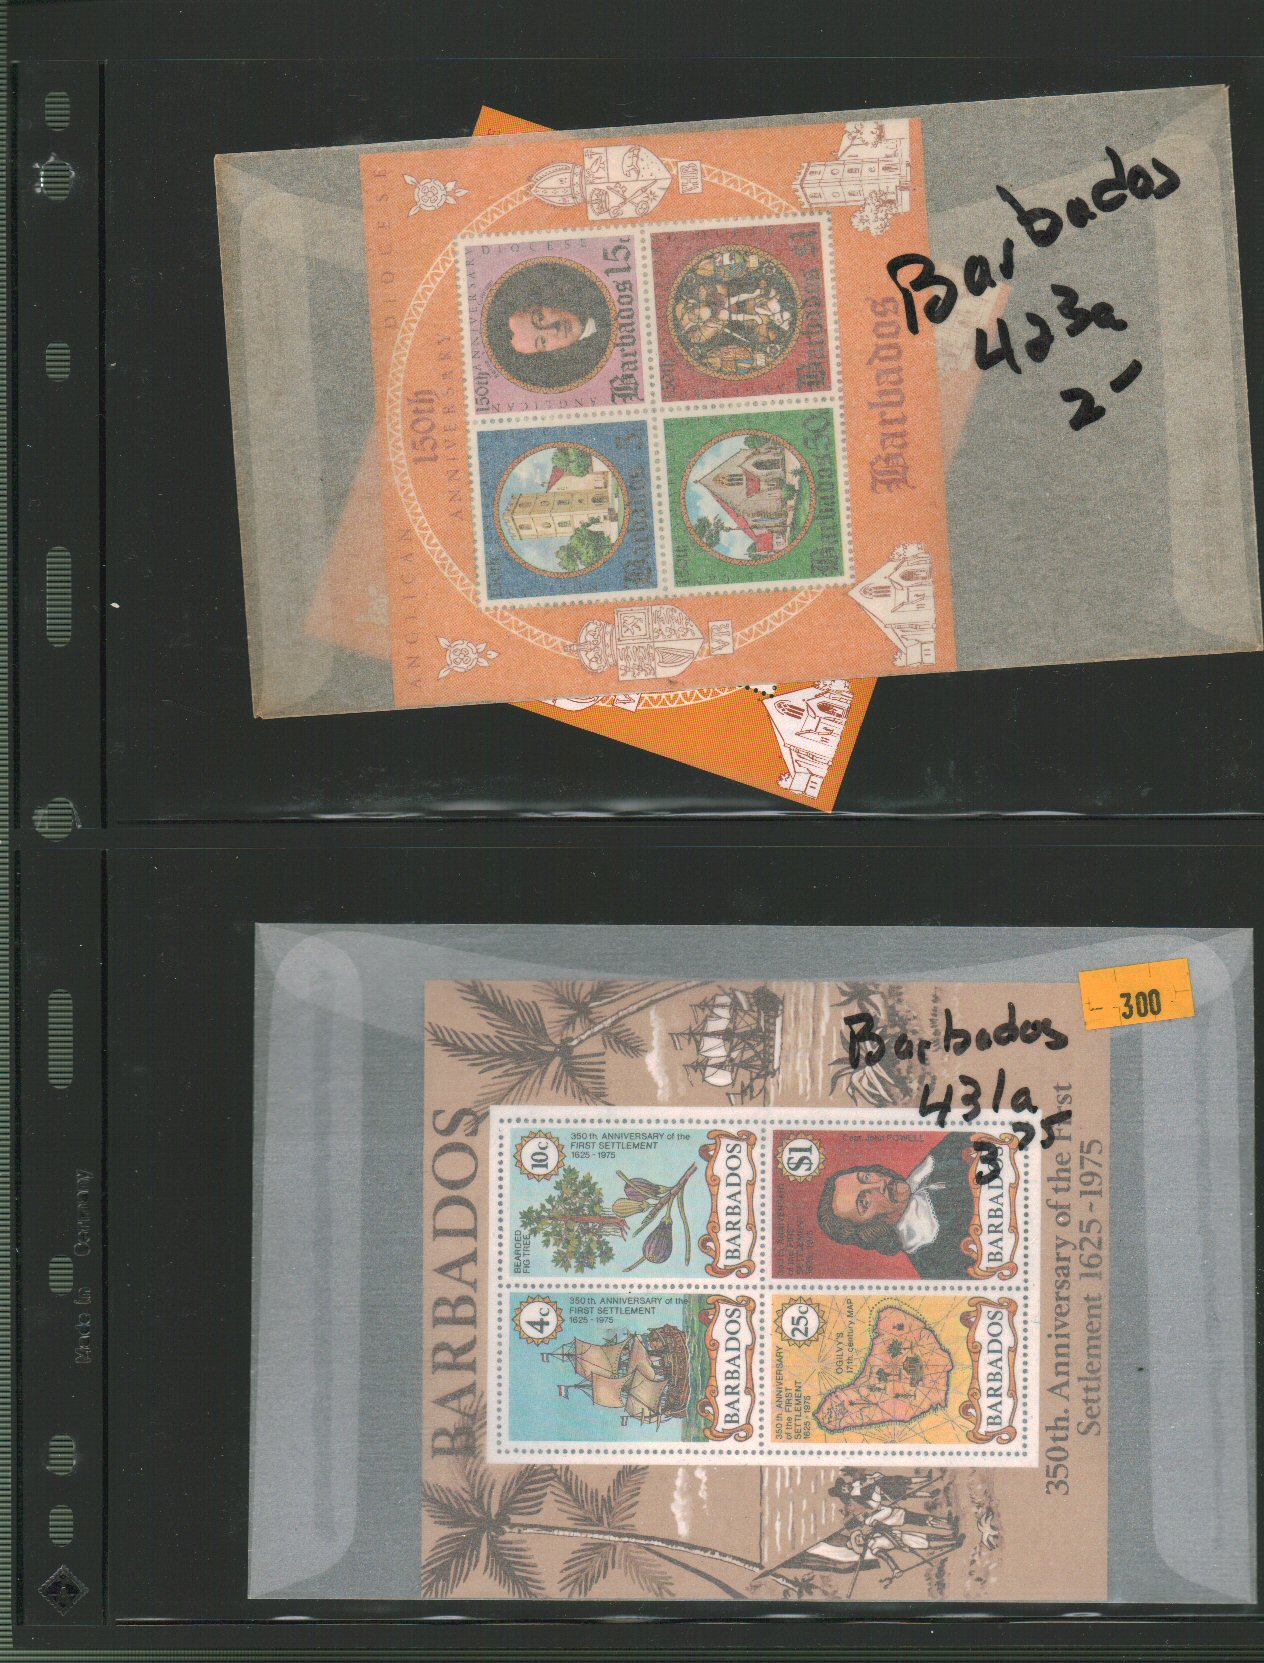 Barbados
423a
2-
ANGLICAN DIOCESE
150th
ANNIVERSARY
150th ANNIVERSARY DIOCESE
ANGLICAN
Barbados 15c
Barbados $1
Barbados 5
Barbados 50
Barbados
Barbados
431a
3 75
300
BARBADOS
10c
350th. ANNIVERSARY of the
FIRST SETTLEMENT
1625-1975
BEARDED
FIG TREE
BARBADOS
$1
Capt. John POWELL
BARBADOS
4c
350 th. ANNIVERSARY of the
FIRST SETTLEMENT
1625-1975
BARBADOS
25c
OGILVY'S
17th. century MAP
350th. ANNIVERSARY
of the FIRST
SETTLEMENT
1625-1975
BARBADOS
350th. Anniversary of the First
Settlement 1625-1975
Made in Germany